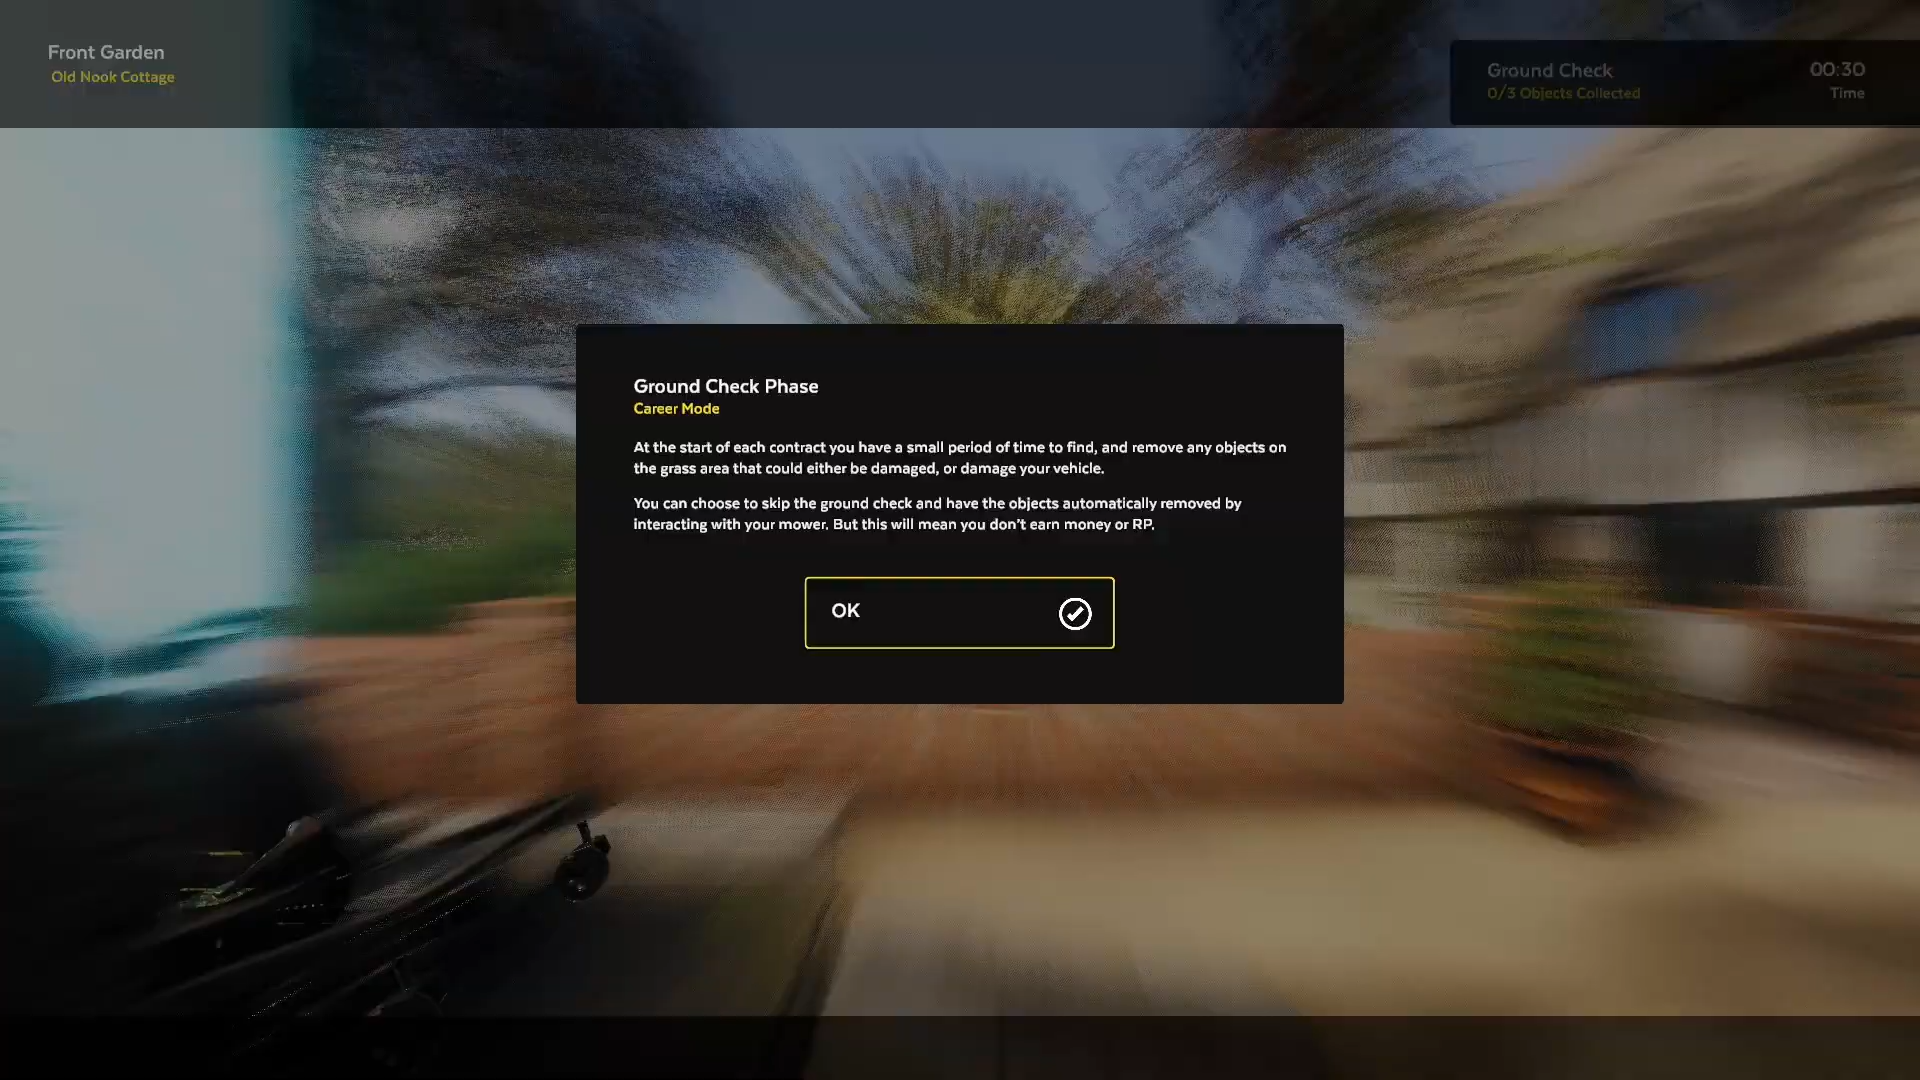 Front Garden
Old Nook Cottage
Ground Check
00:30
0/3 Objects Collected
Time
Ground Check Phase
Career Mode
At the start of each contract you have a small period of time to find, and remove any objects on
the grass area that could either be damaged, or damage your vehicle.
You can choose to skip the ground check and have the objects automatically removed by
interacting with your mower. But this will mean you don't earn money or RP.
OK